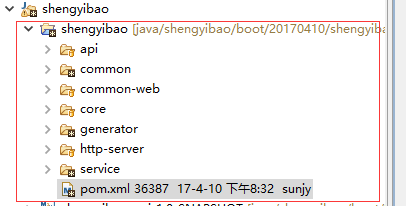 shengyibao
shengyibao [java/shengyibao/boot/20170410/shengyiba
api
common
common-web
core
generator
http-server
service
pom.xml 36387 17-4-10 下午8:32 sunjy